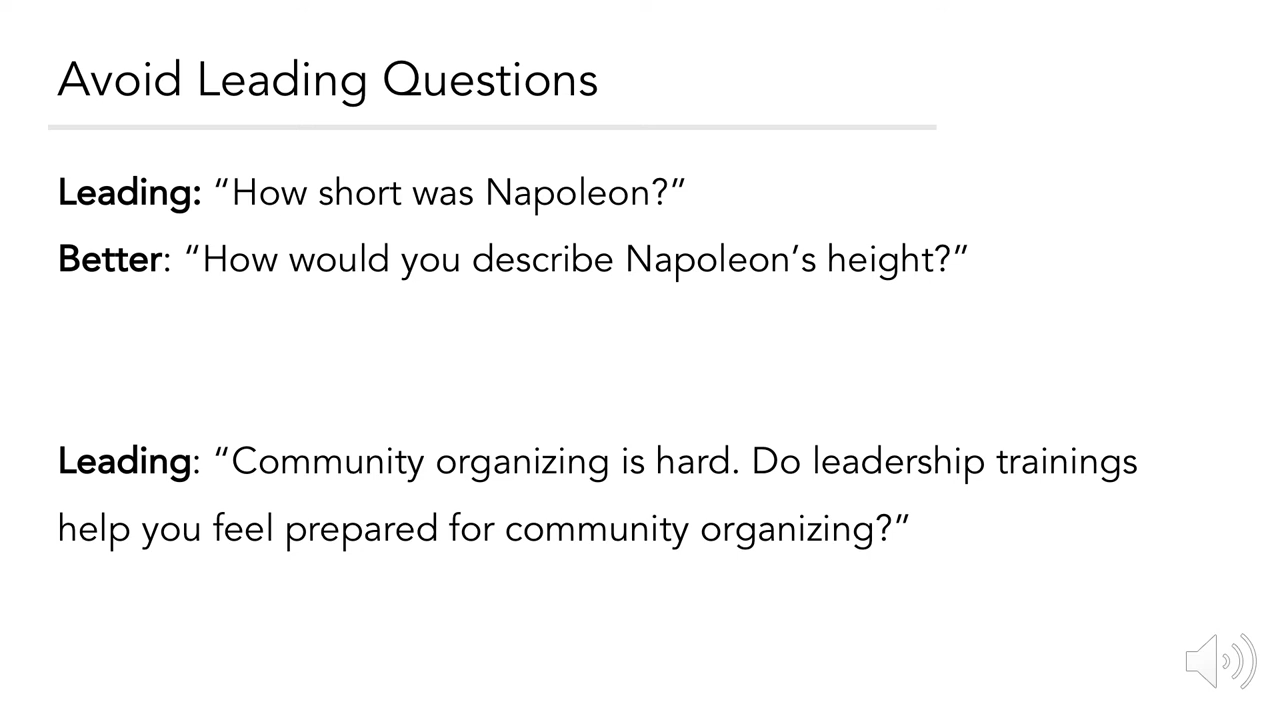 Avoid Leading Questions
Leading: “How short was Napoleon?”
Better: “How would you describe Napoleon’s height?”
Leading: “Community organizing is hard. Do leadership trainings
help you feel prepared for community organizing?”